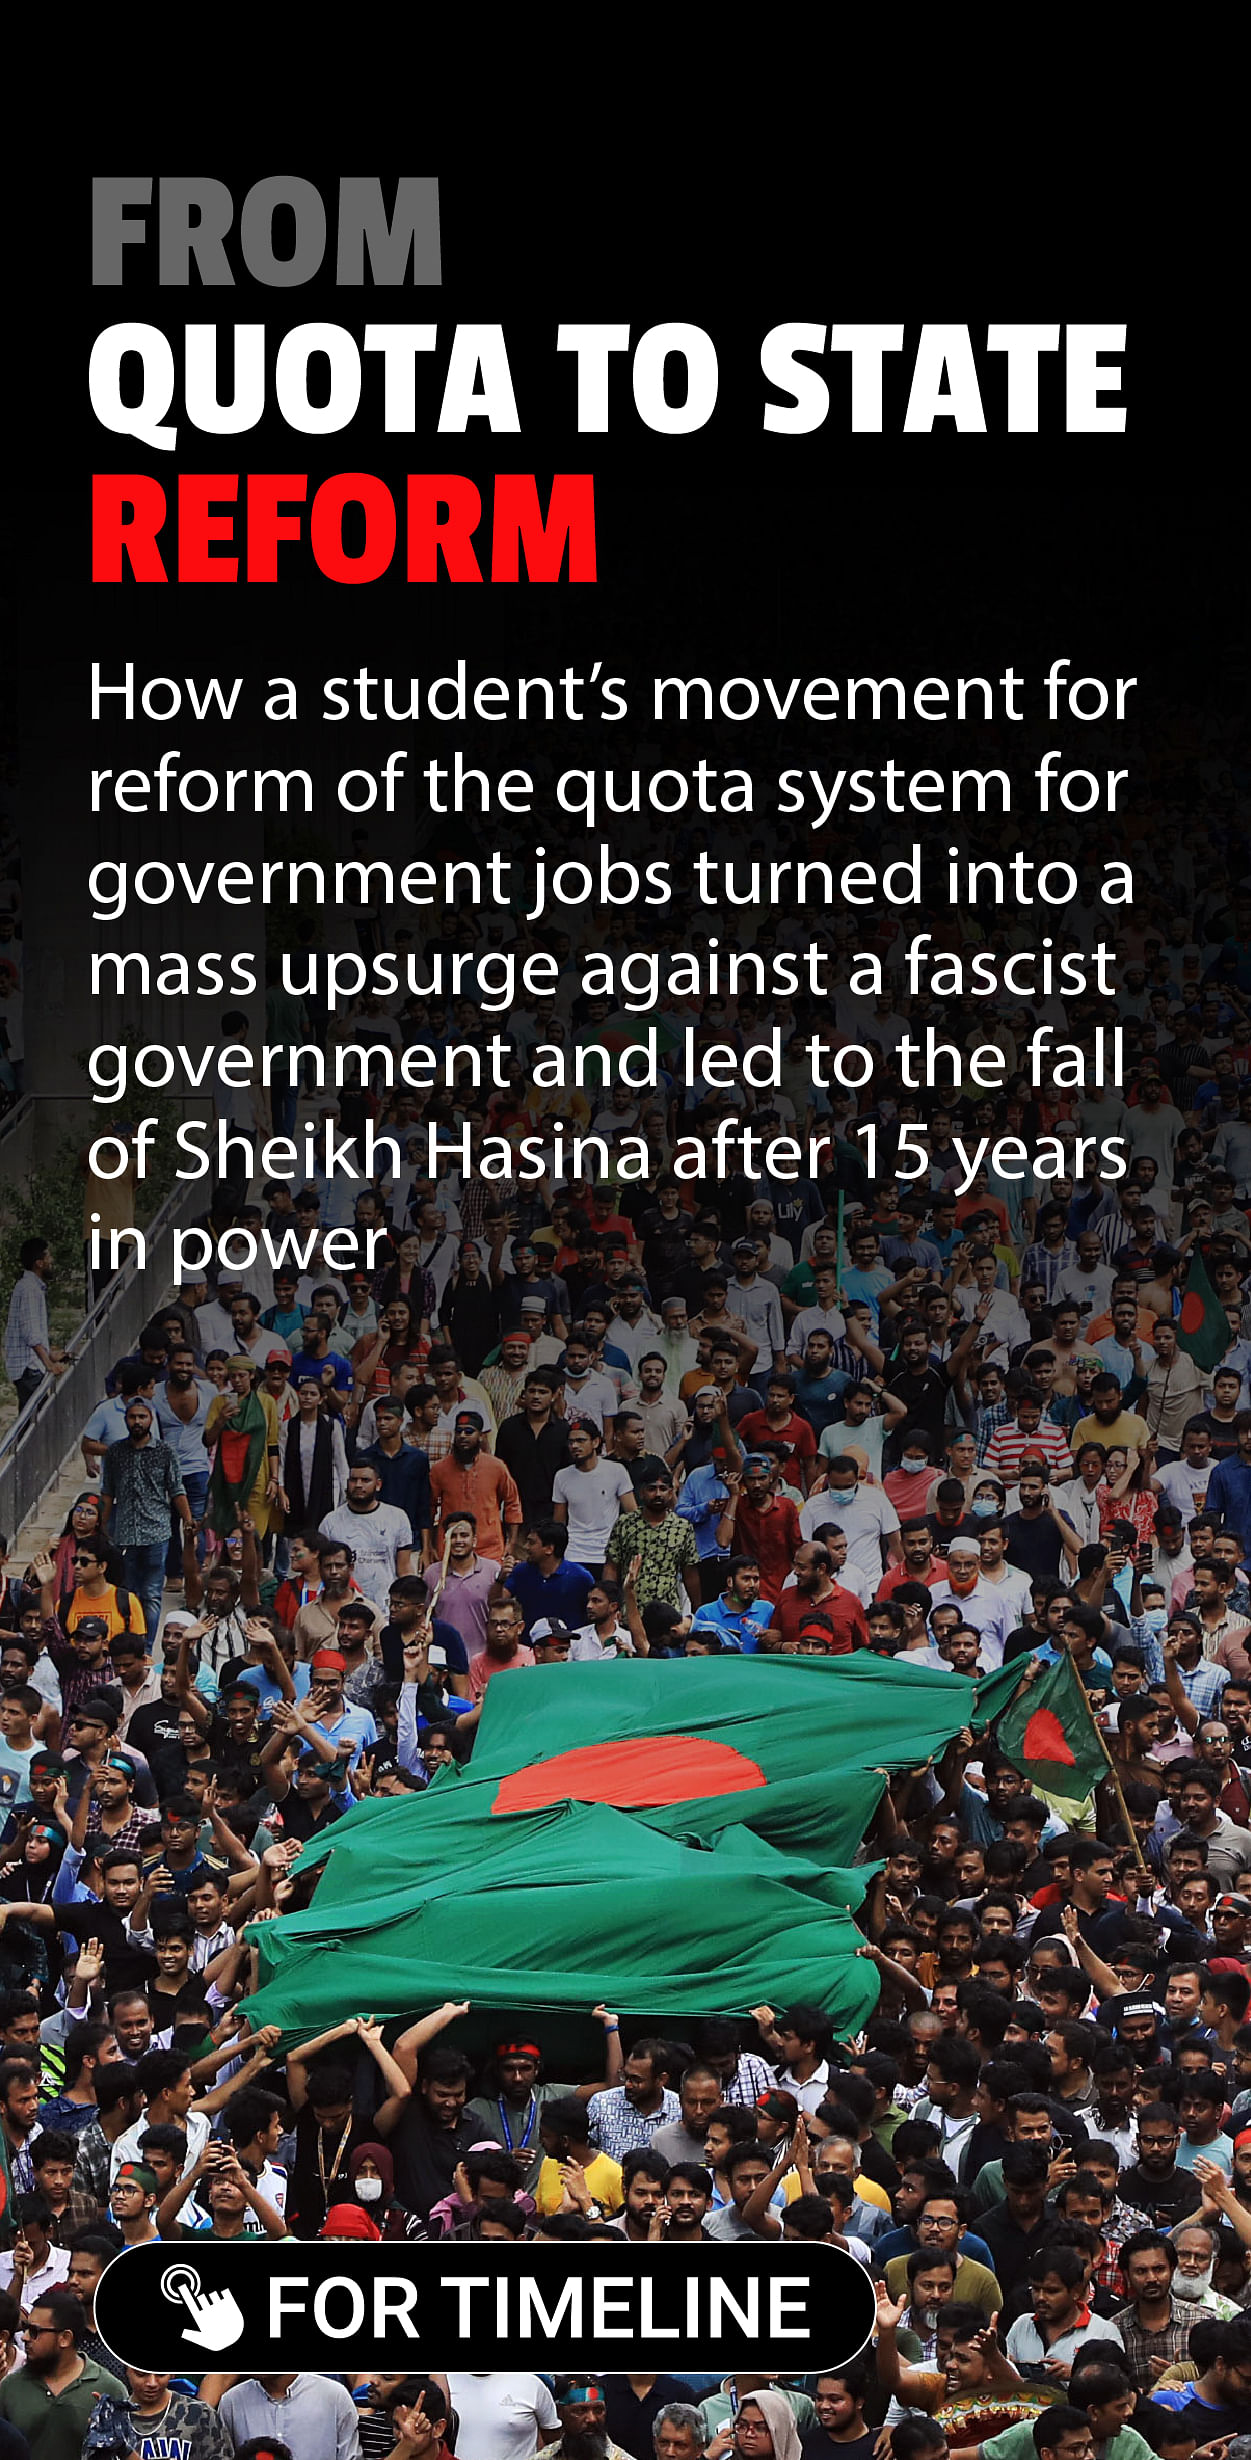 FROM
QUOTA TO STATE
REFORM
How a student’s movement for
reform of the quota system for
government jobs turned into a
mass upsurge against a fascist
government and led to the fall
of Sheikh Hasina after 15 years
in power
Lily
FOR TIMELINE